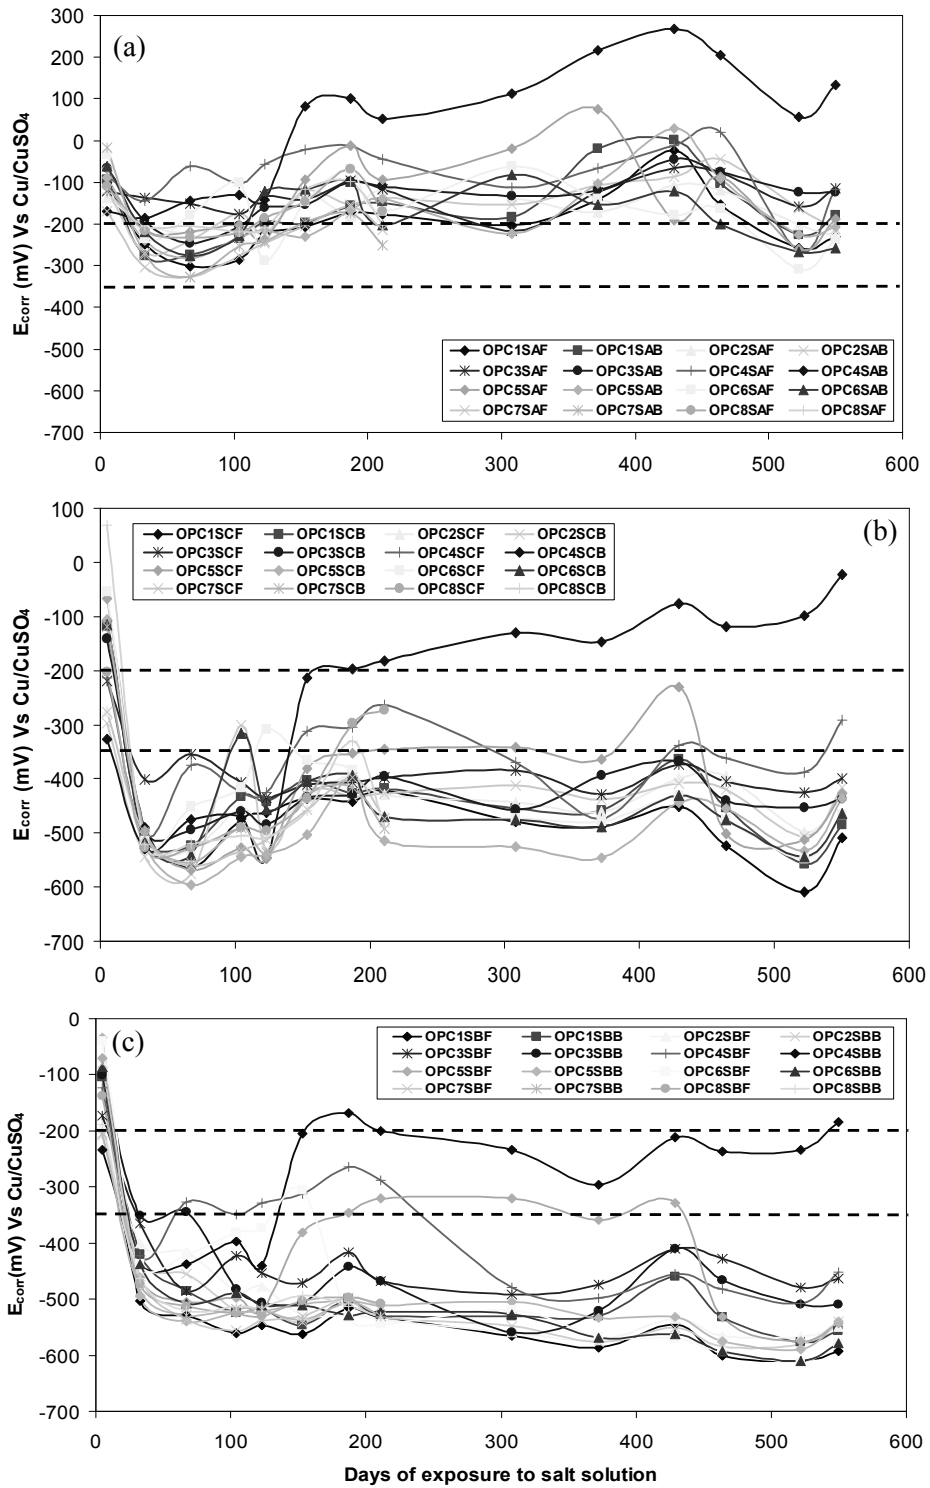 300
(a)
200
100
0
-100
-200
-300
-400
-500
-600
-700
Ecorr (mV) Vs Cu/CuSO4
OPC1SAF OPC1SAB OPC2SAF OPC2SAB
OPC3SAF OPC3SAB OPC4SAF OPC4SAB
OPC5SAF OPC5SAB OPC6SAF OPC6SAB
OPC7SAF OPC7SAB OPC8SAF OPC8SAF
0 100 200 300 400 500 600
100
(b)
0
-100
-200
-300
-400
-500
-600
-700
Ecorr (mV) Vs Cu/CuSO4
OPC1SCF OPC1SCB OPC2SCF OPC2SCB
OPC3SCF OPC3SCB OPC4SCF OPC4SCB
OPC5SCF OPC5SCB OPC6SCF OPC6SCB
OPC7SCF OPC7SCB OPC8SCF OPC8SCB
0 100 200 300 400 500 600
0
(c)
-100
-200
-300
-400
-500
-600
-700
Ecorr(mV) Vs Cu/CuSO4
OPC1SBF OPC1SBB OPC2SBF OPC2SBB
OPC3SBF OPC3SBB OPC4SBF OPC4SBB
OPC5SBF OPC5SBB OPC6SBF OPC6SBB
OPC7SBF OPC7SBB OPC8SBF OPC8SBB
0 100 200 300 400 500 600
Days of exposure to salt solution